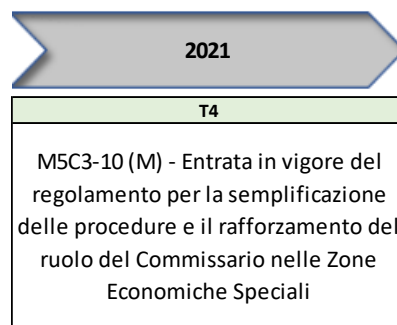 2021
T4
M5C3-10 (M) - Entrata in vigore del
regolamento per la semplificazione
delle procedure e il rafforzamento del
ruolo del Commissario nelle Zone
Economiche Speciali